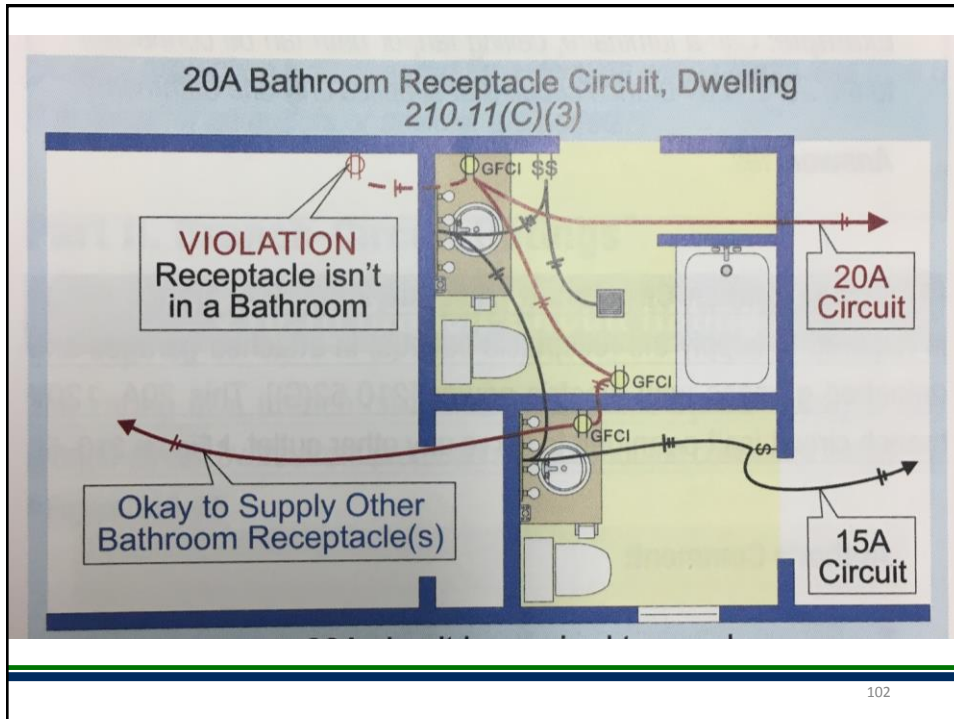 20A Bathroom Receptacle Circuit, Dwelling
210.11(C)(3)
GFCI $$
VIOLATION
Receptacle isn't
in a Bathroom
20A
Circuit
GFCI
GFCI
Okay to Supply Other
Bathroom Receptacle(s)
15A
Circuit
102